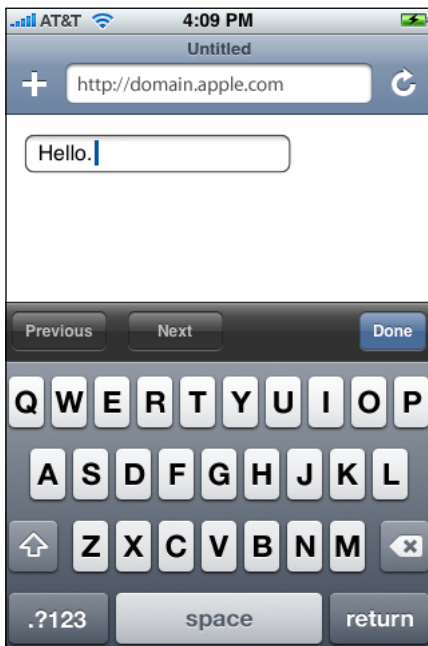 AT&T 4:09 PM
Untitled
http://domain.apple.com
Hello.
Previous Next Done
Q W E R T Y U I O P
A S D F G H J K L
Z X C V B N M
.?123 space return